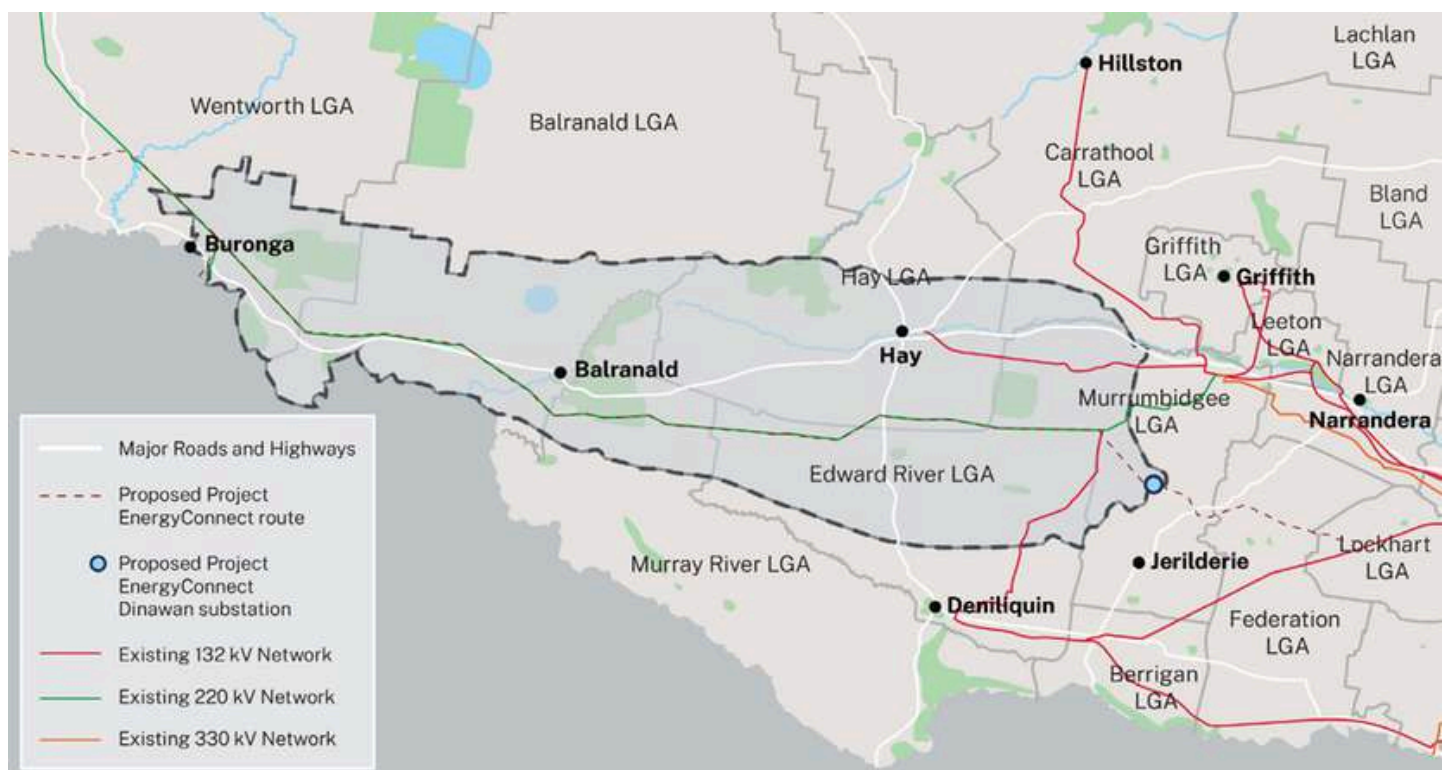 Lachlan
LGA
Hillston
Wentworth LGA
Balranald LGA
Carrathool
LGA
Bland
LGA
Buronga
Griffith
LGA
Griffith
Hay LGA
Leeton
LGA
Hay
Balranald
Narrandera
LGA
Murrumbidgee
LGA
Narrandera
Edward River LGA
Lockhart
LGA
Murray River LGA
Jerilderie
Deniliquin
Federation
LGA
Berrigan
LGA
Major Roads and Highways
Proposed Project
EnergyConnect route
Proposed Project
EnergyConnect
Dinawan substation
Existing 132 kV Network
Existing 220 kV Network
Existing 330 kV Network